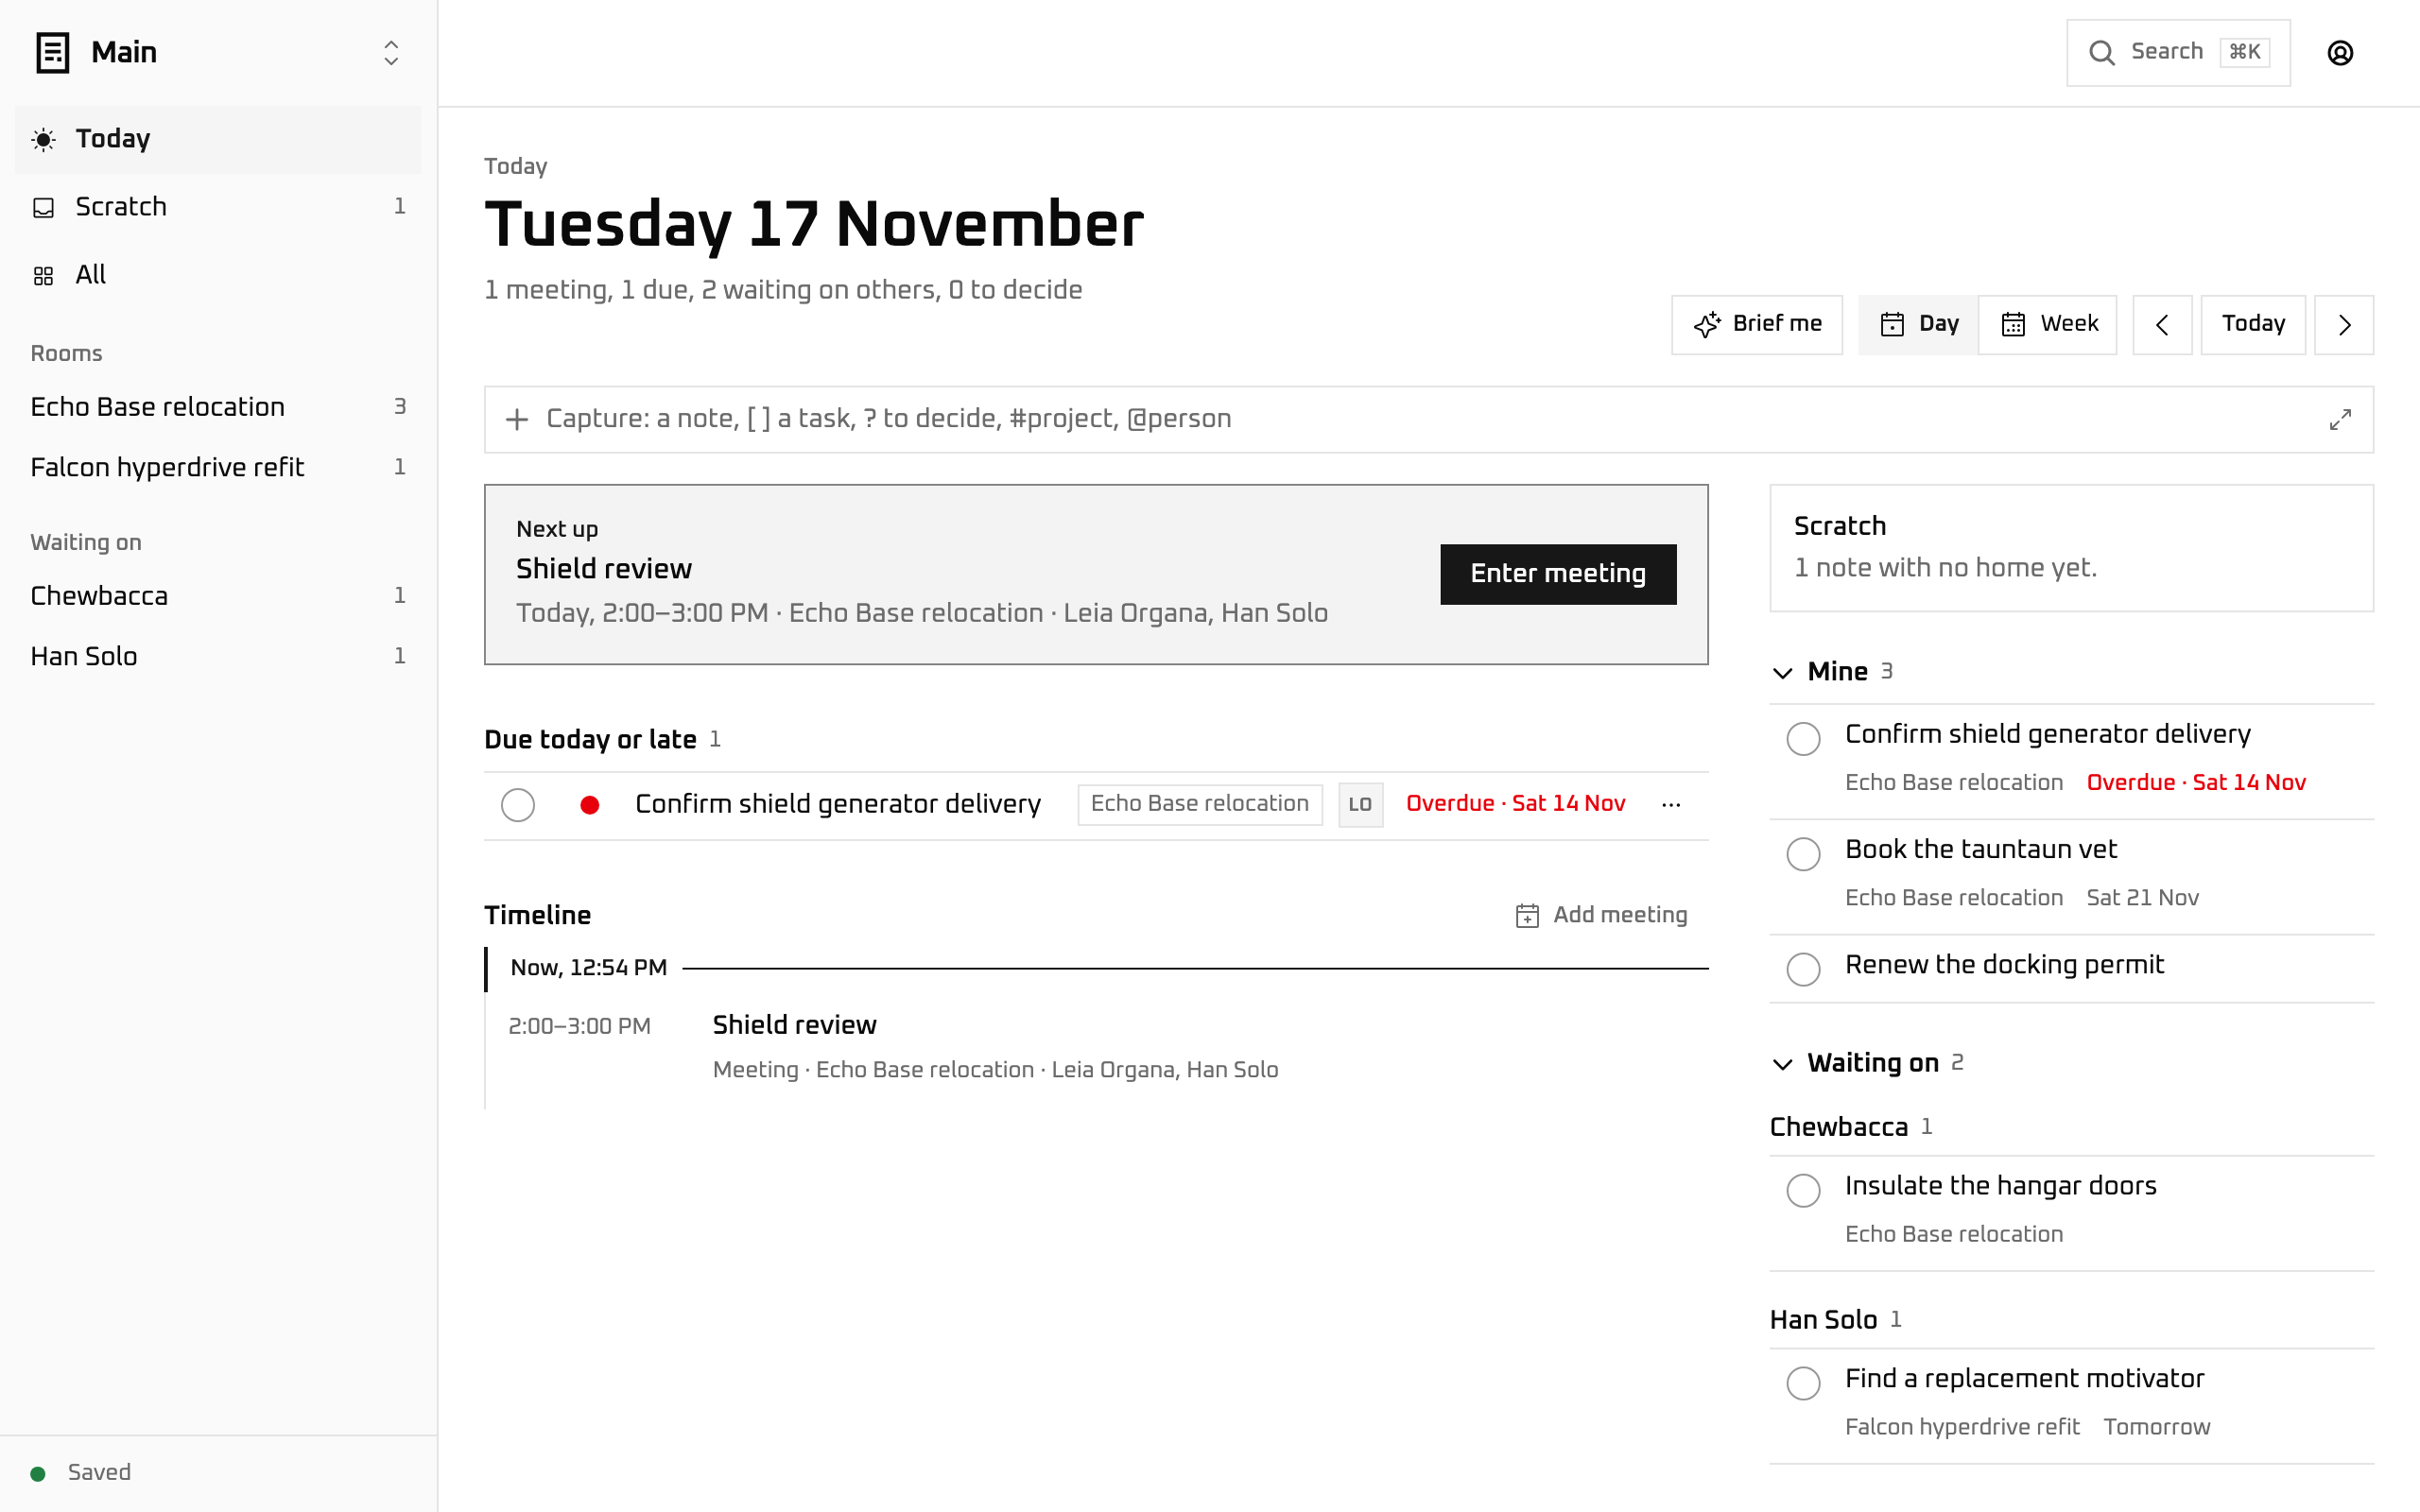 Main
Today
Scratch 1
All
Rooms
Echo Base relocation 3
Falcon hyperdrive refit 1
Waiting on
Chewbacca 1
Han Solo 1
Saved
Search ⌘K
Today
Tuesday 17 November
1 meeting, 1 due, 2 waiting on others, 0 to decide
Brief me
Day
Week
Today
Capture: a note, [ ] a task, ? to decide, #project, @person
Next up
Shield review
Today, 2:00–3:00 PM · Echo Base relocation · Leia Organa, Han Solo
Enter meeting
Due today or late 1
Confirm shield generator delivery Echo Base relocation LO Overdue · Sat 14 Nov ...
Timeline
Add meeting
Now, 12:54 PM
2:00–3:00 PM Shield review
Meeting · Echo Base relocation · Leia Organa, Han Solo
Scratch
1 note with no home yet.
Mine 3
Confirm shield generator delivery
Echo Base relocation Overdue · Sat 14 Nov
Book the tauntaun vet
Echo Base relocation Sat 21 Nov
Renew the docking permit
Waiting on 2
Chewbacca 1
Insulate the hangar doors
Echo Base relocation
Han Solo 1
Find a replacement motivator
Falcon hyperdrive refit Tomorrow